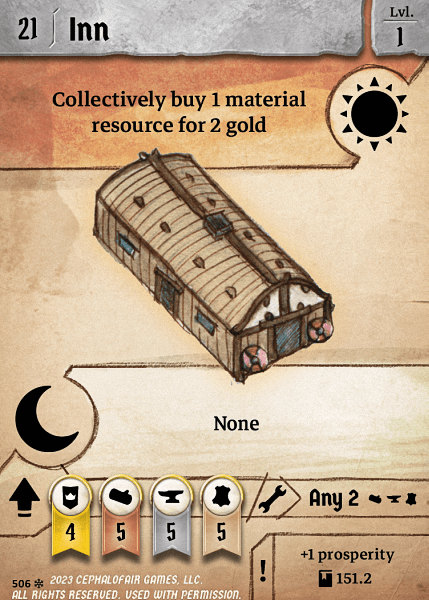 21 Inn
Lvl.
1
Collectively buy 1 material
resource for 2 gold
None
4 5 5 5
Any 2
+1 prosperity
! 151.2
506 ✻ 2023 CEPHALOFAIR GAMES, LLC.
ALL RIGHTS RESERVED. USED WITH PERMISSION.